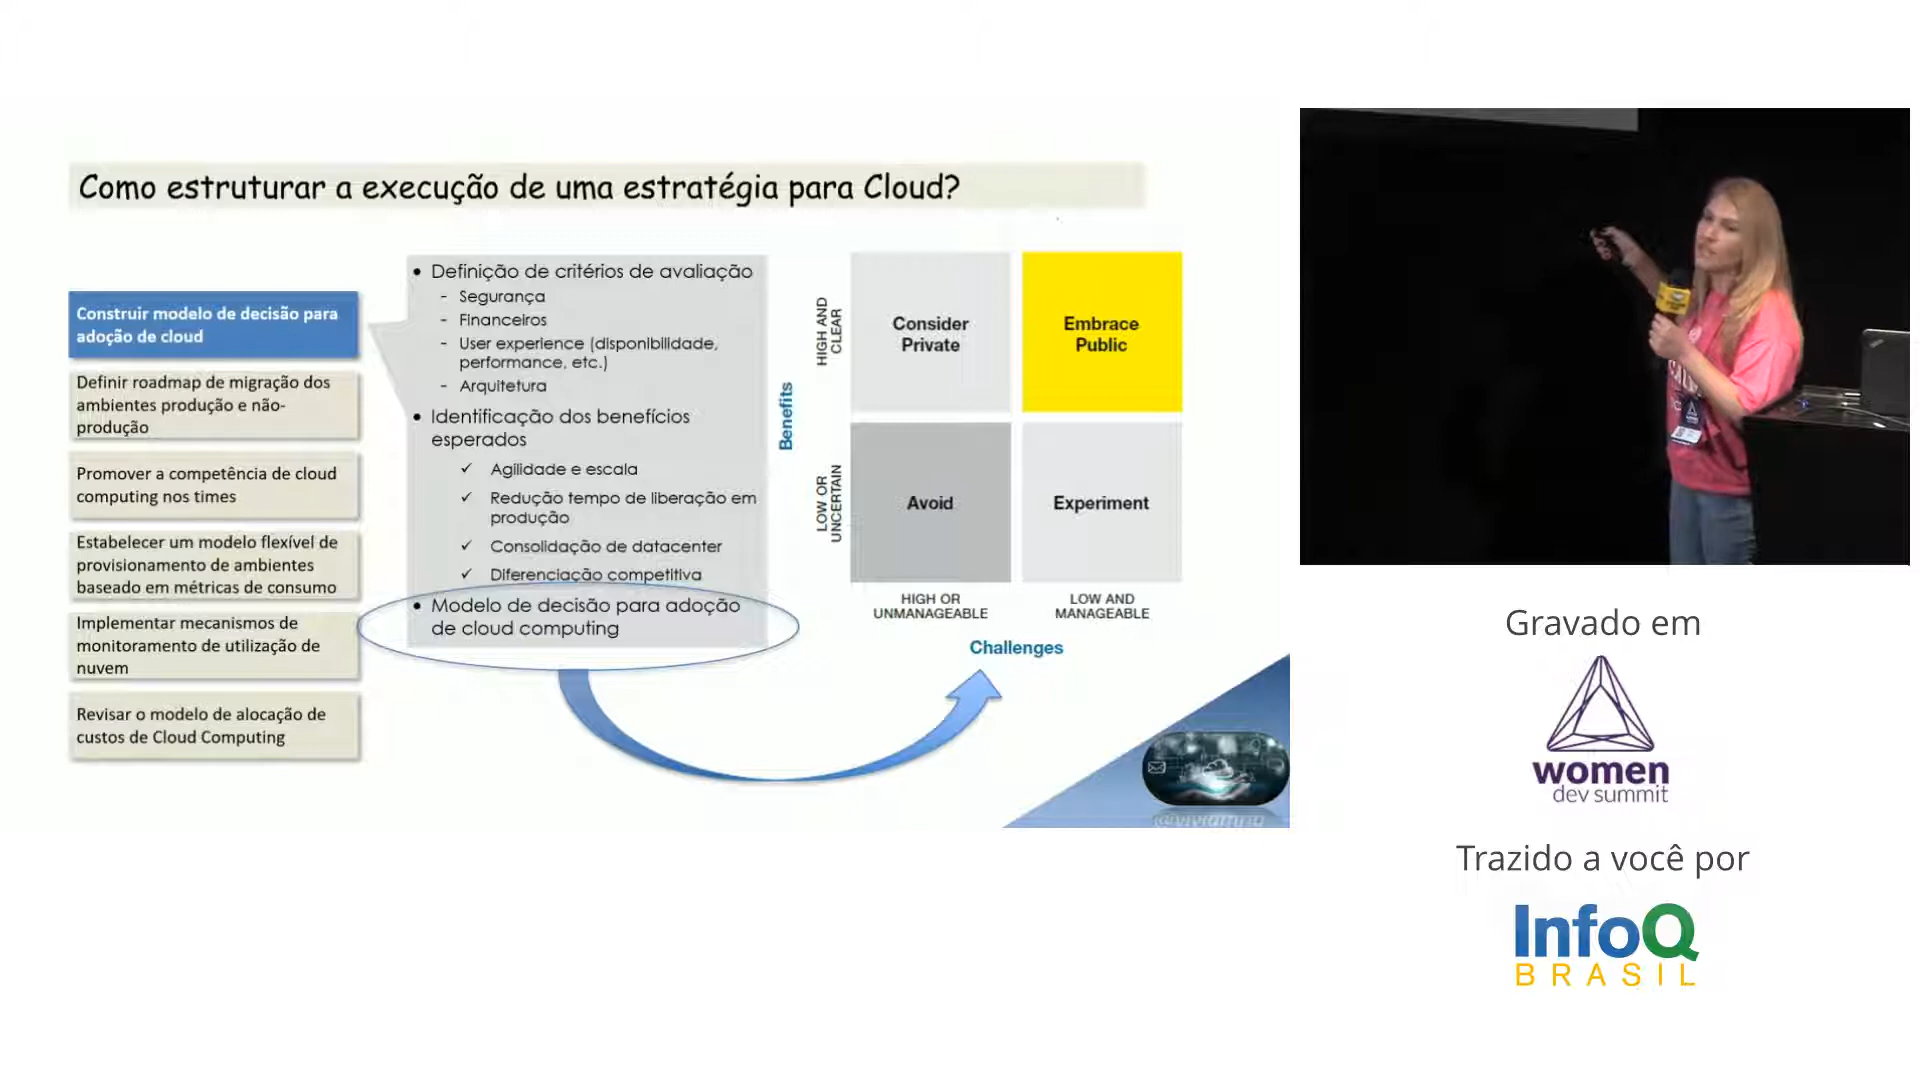 Como estruturar a execução de uma estratégia para Cloud?
Construir modelo de decisão para
adoção de cloud
Definir roadmap de migração dos
ambientes produção e não-
produção
Promover a competência de cloud
computing nos times
Estabelecer um modelo flexível de
provisionamento de ambientes
baseado em métricas de consumo
Implementar mecanismos de
monitoramento de utilização de
nuvem
Revisar o modelo de alocação de
custos de Cloud Computing
• Definição de critérios de avaliação
- Segurança
- Financeiros
- User experience (disponibilidade,
performance, etc.)
- Arquitetura
• Identificação dos benefícios
esperados
✓ Agilidade e escala
✓ Redução tempo de liberação em
produção
✓ Consolidação de datacenter
✓ Diferenciação competitiva
• Modelo de decisão para adoção
de cloud computing
Benefits
HIGH AND
CLEAR
LOW OR
UNCERTAIN
Consider
Private
Embrace
Public
Avoid
Experiment
HIGH OR
UNMANAGEABLE
LOW AND
MANAGEABLE
Challenges
Gravado em
women
dev summit
Trazido a você por
InfoQ
BRASIL